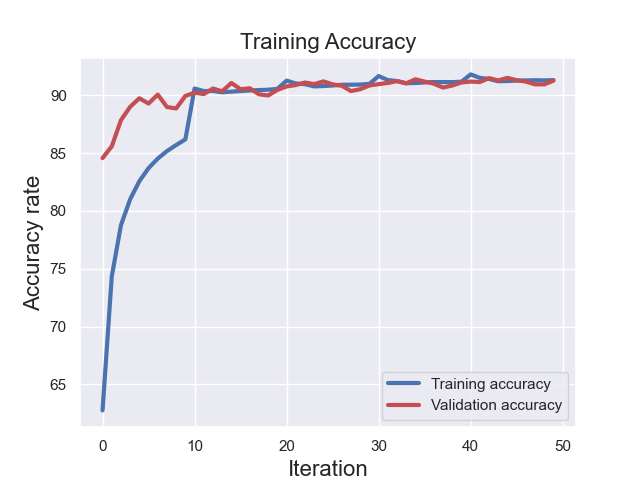 Training Accuracy
Accuracy rate
90
85
80
75
70
65
0 10 20 30 40 50
Iteration
Training accuracy
Validation accuracy